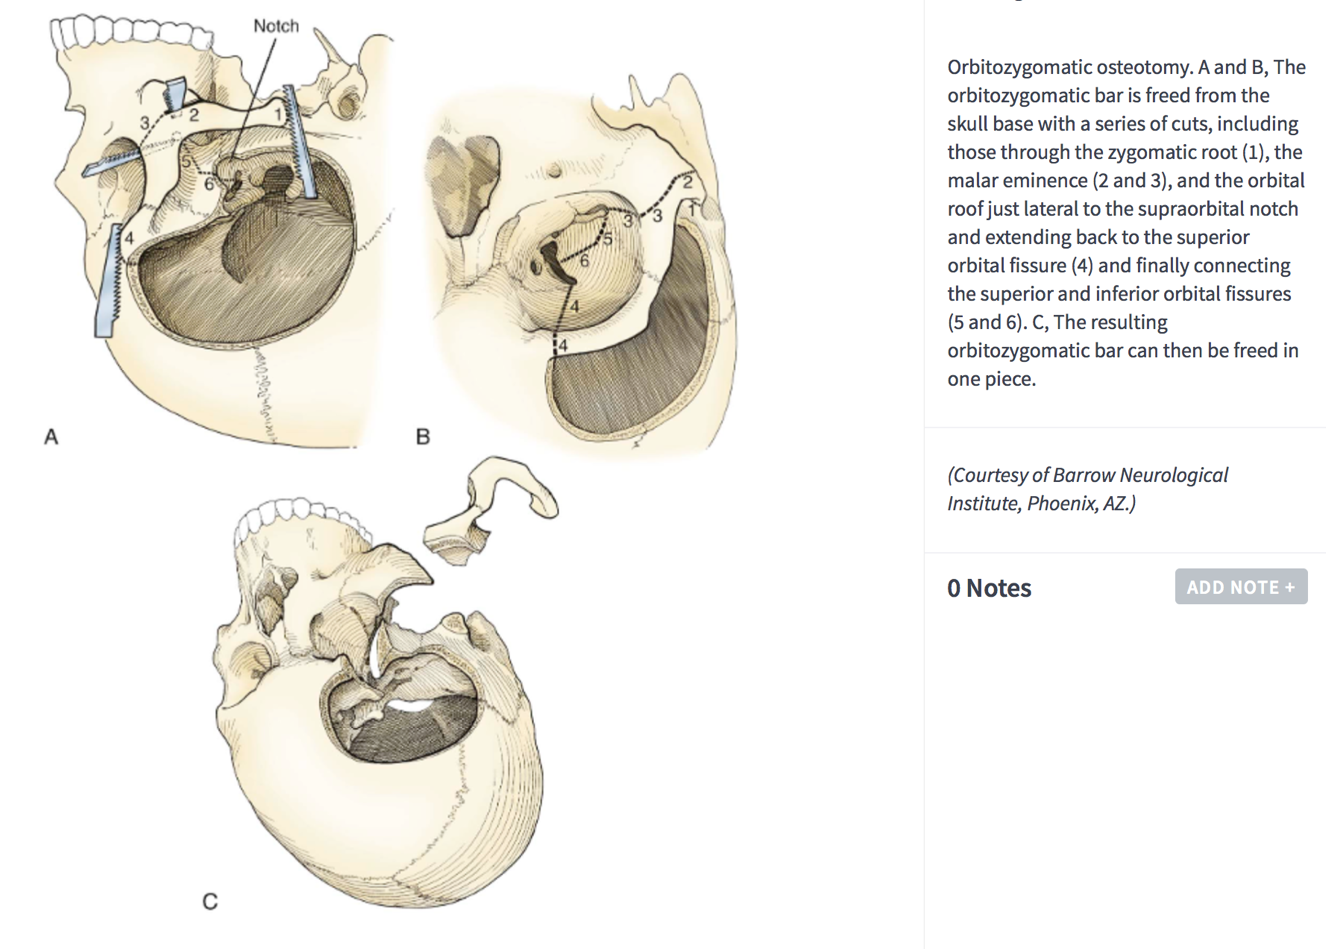 Notch
3
2
1
5
6
4
A
2
1
3
3
5
6
4
4
B
C
Orbitozygomatic osteotomy. A and B, The
orbitozygomatic bar is freed from the
skull base with a series of cuts, including
those through the zygomatic root (1), the
malar eminence (2 and 3), and the orbital
roof just lateral to the supraorbital notch
and extending back to the superior
orbital fissure (4) and finally connecting
the superior and inferior orbital fissures
(5 and 6). C, The resulting
orbitozygomatic bar can then be freed in
one piece.
(Courtesy of Barrow Neurological
Institute, Phoenix, AZ.)
0 Notes
ADD NOTE +